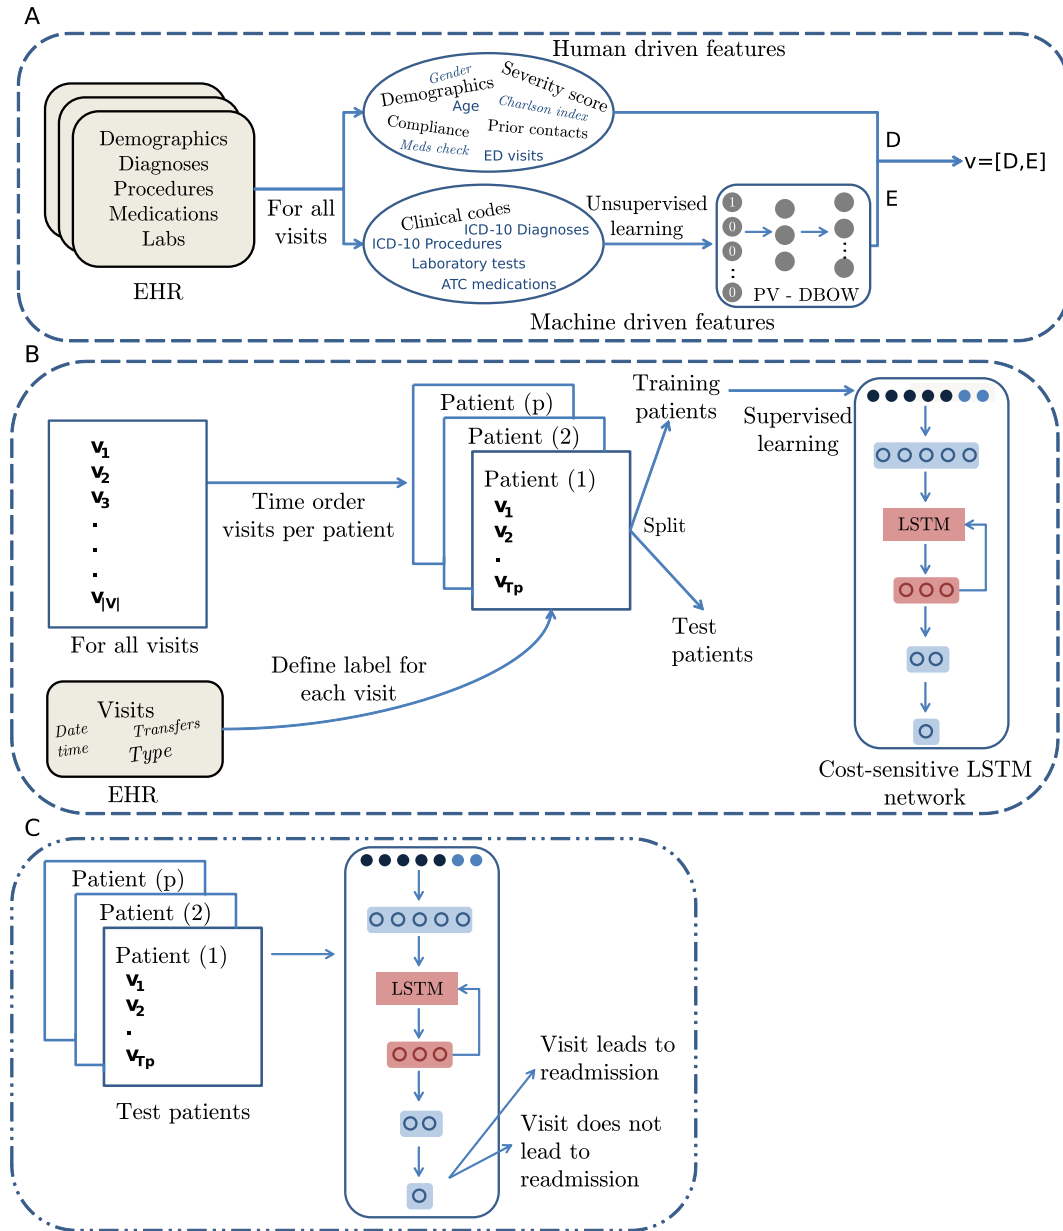 A
Human driven features
Gender
Demographics
Severity score
Age
Charlson index
Compliance
Prior contacts
Meds check
ED visits
Demographics
Diagnoses
Procedures
Medications
Labs
EHR
For all
visits
Clinical codes
ICD-10 Diagnoses
ICD-10 Procedures
Laboratory tests
ATC medications
Machine driven features
Unsupervised
learning
1
0
0
0
PV - DBOW
D
E
v=[D,E]
B
v1
v2
v3
.
.
.
v|v|
For all visits
Time order
visits per patient
Patient (p)
Patient (2)
Patient (1)
v1
v2
.
vTp
Split
Training
patients
Test
patients
Supervised
learning
LSTM
Cost-sensitive LSTM
network
Define label for
each visit
Visits
Date
time
Transfers
Type
EHR
C
Patient (p)
Patient (2)
Patient (1)
v1
v2
.
vTp
Test patients
LSTM
Visit leads to
readmission
Visit does not
lead to
readmission